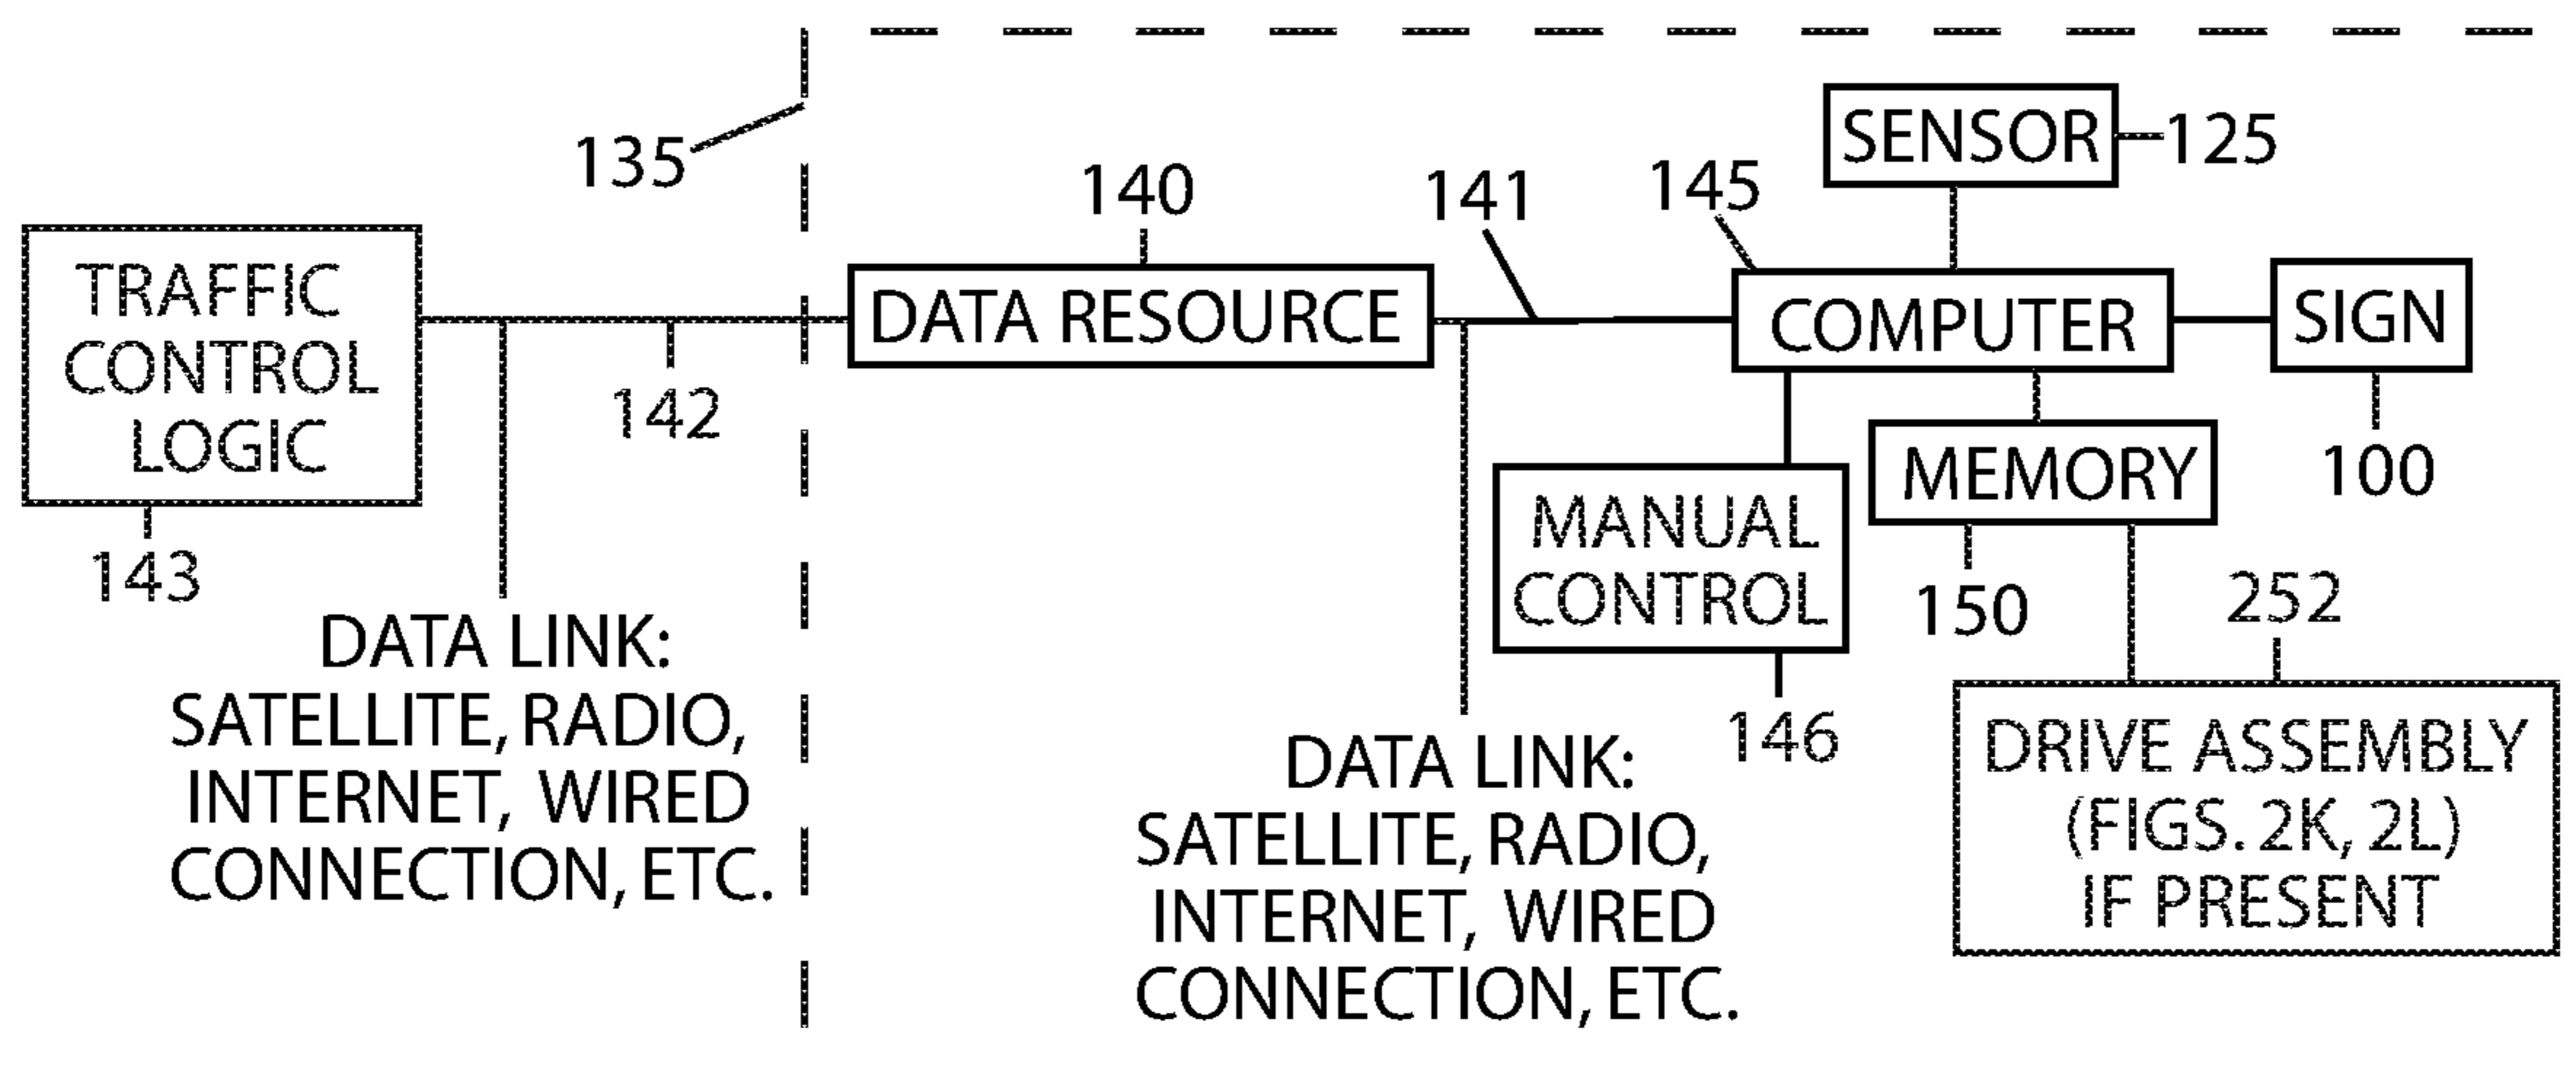 135
TRAFFIC
CONTROL
LOGIC
143
142
DATA LINK:
SATELLITE, RADIO,
INTERNET, WIRED
CONNECTION, ETC.
140
DATA RESOURCE
141
DATA LINK:
SATELLITE, RADIO,
INTERNET, WIRED
CONNECTION, ETC.
145
COMPUTER
SENSOR
125
SIGN
100
MANUAL
CONTROL
146
MEMORY
150
252
DRIVE ASSEMBLY
(FIGS. 2K, 2L)
IF PRESENT